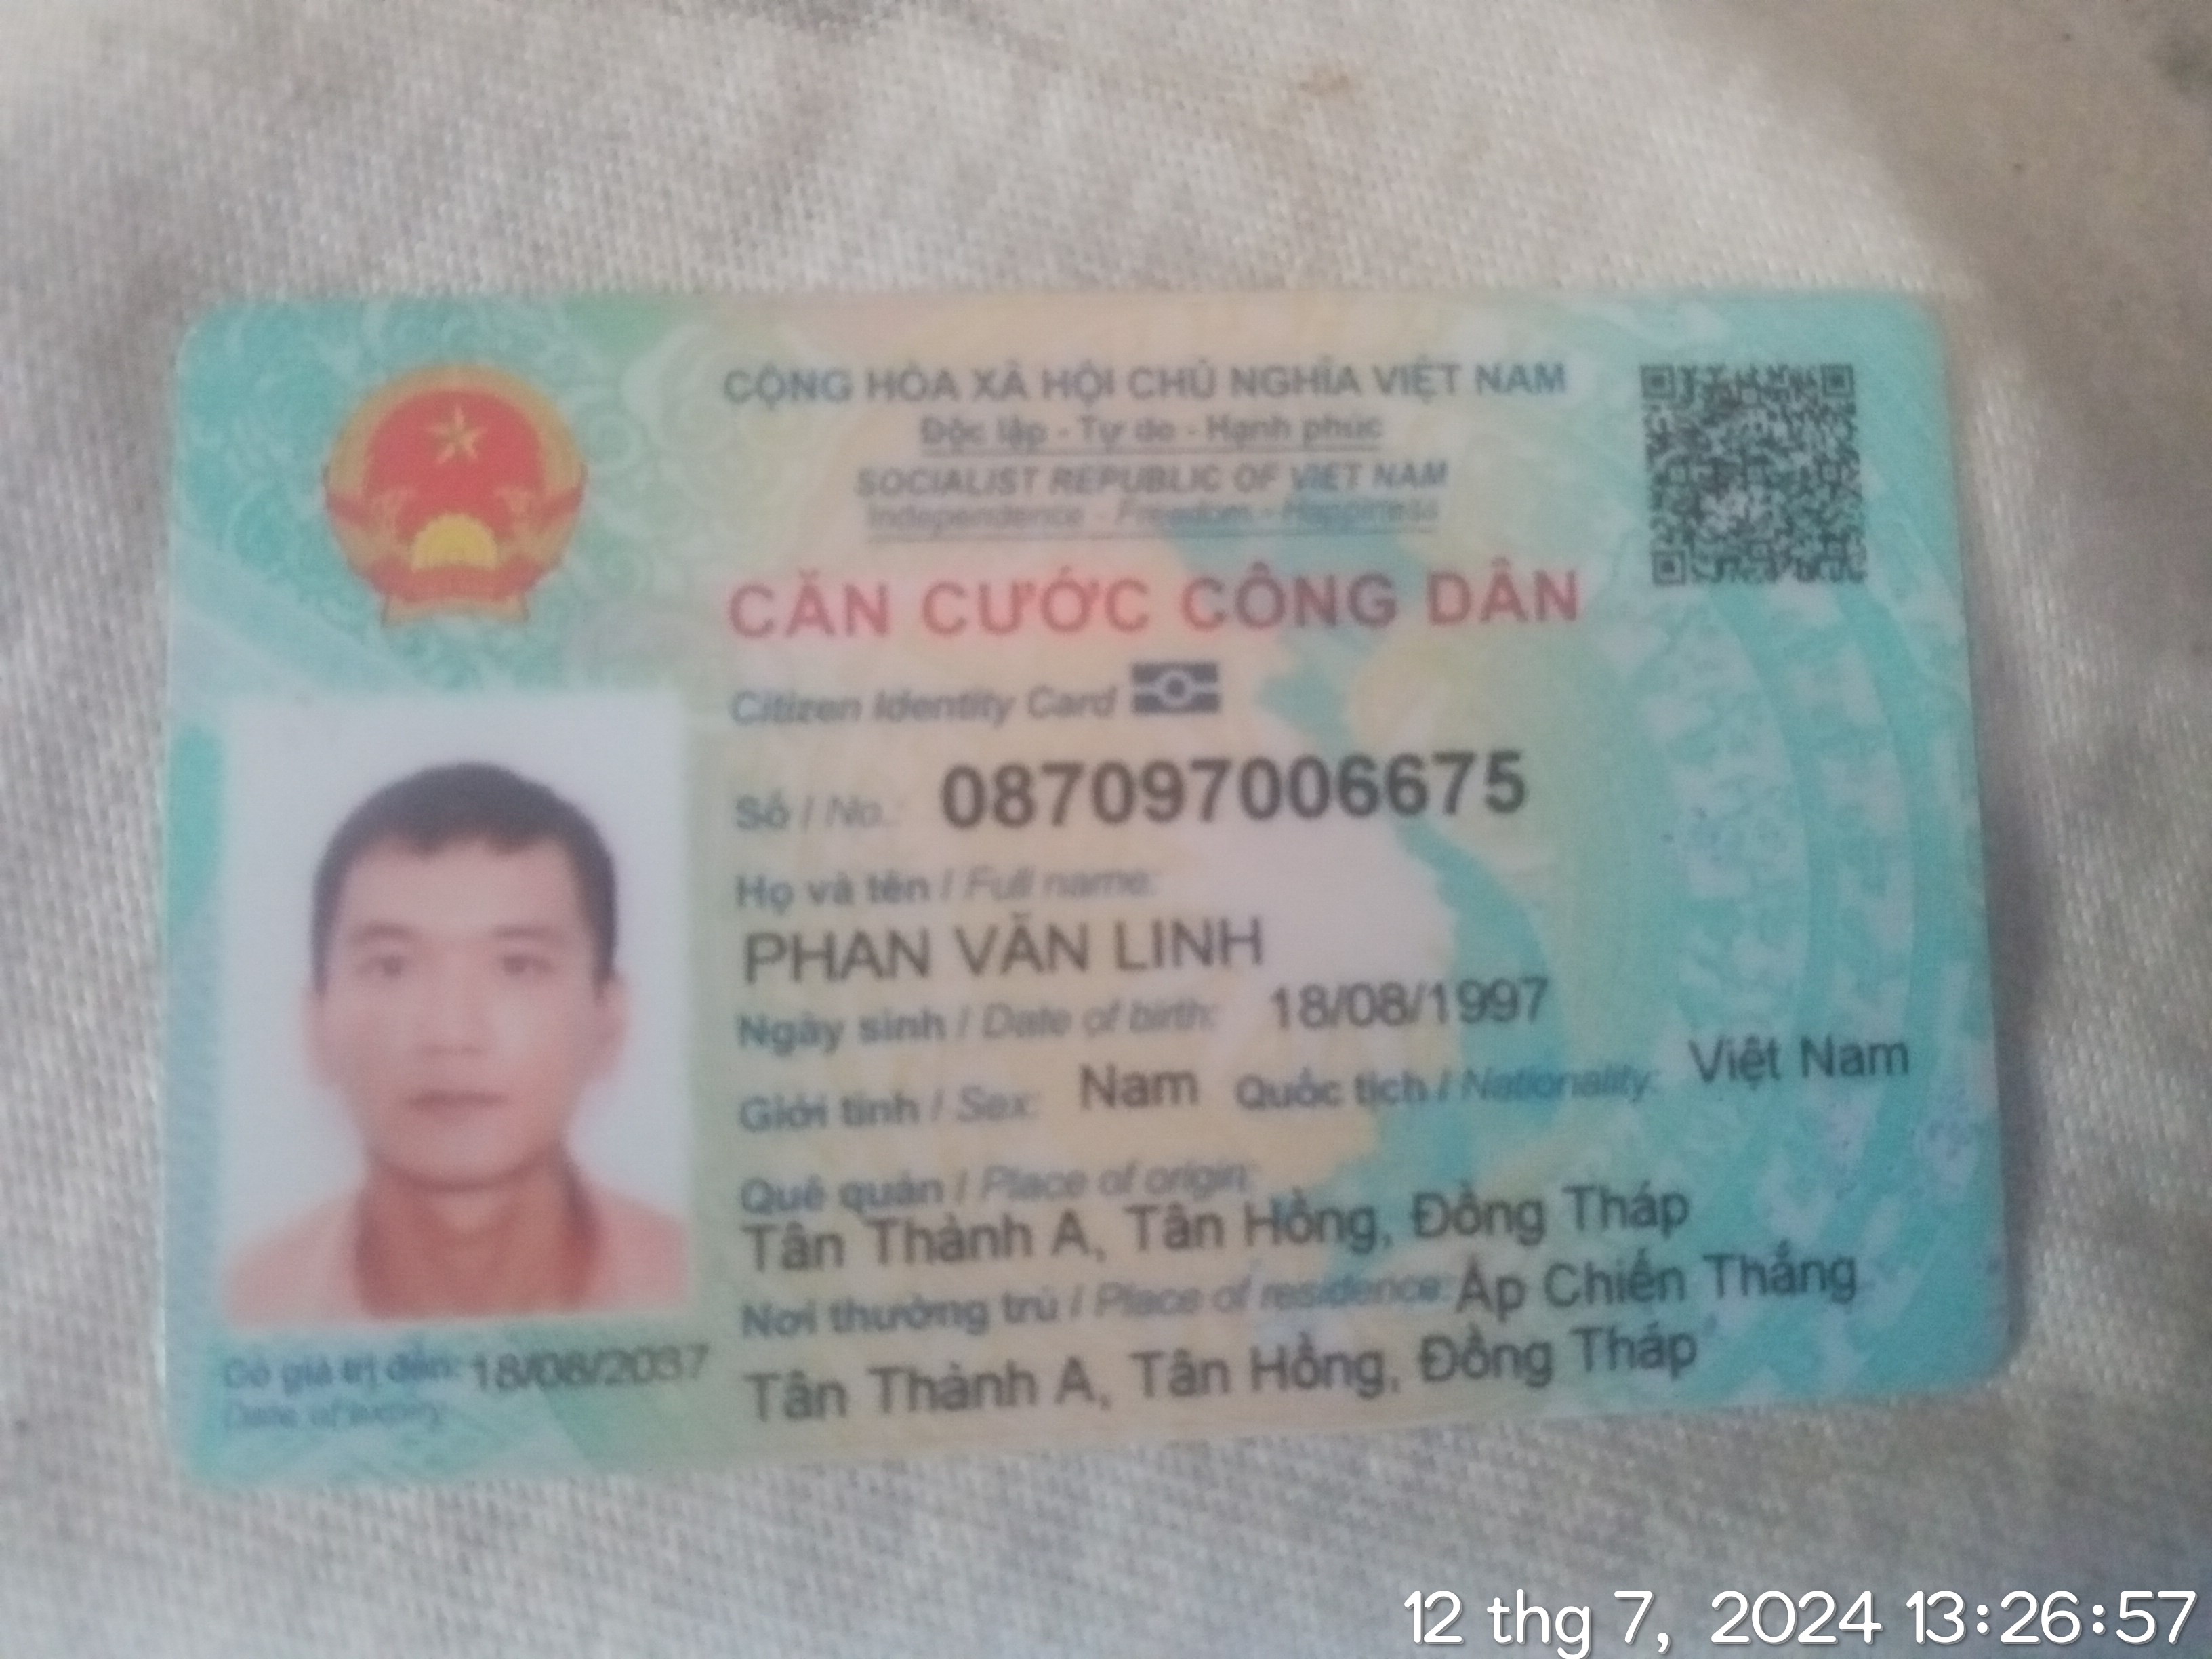 CỘNG HÒA XÃ HỘI CHỦ NGHĨA VIỆT NAM
Độc lập - Tự do - Hạnh phúc
SOCIALIST REPUBLIC OF VIET NAM
Independence - Freedom - Happiness
CĂN CƯỚC CÔNG DÂN
Citizen Identity Card
Số / No.: 087097006675
Họ và tên / Full name:
PHAN VĂN LINH
Ngày sinh / Date of birth: 18/08/1997
Giới tính / Sex: Nam Quốc tịch / Nationality: Việt Nam
Quê quán / Place of origin:
Tân Thành A, Tân Hồng, Đồng Tháp
Nơi thường trú / Place of residence: Ấp Chiến Thắng
Tân Thành A, Tân Hồng, Đồng Tháp
Có giá trị đến: 18/08/2037
Date of expiry
12 thg 7, 2024 13:26:57